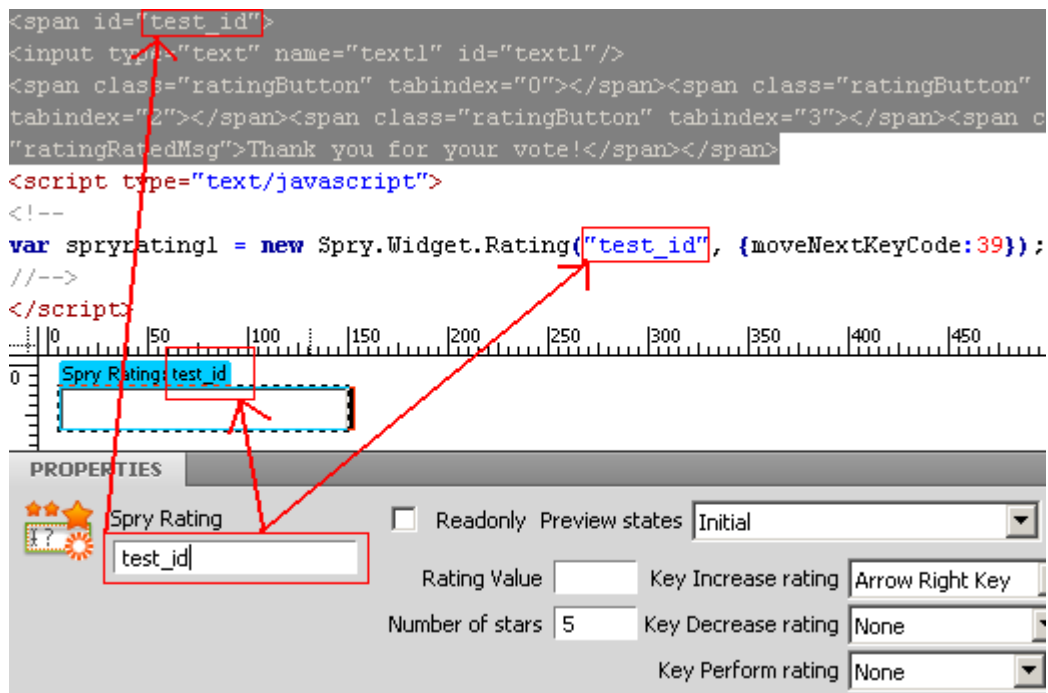 <span id="test_id">
<input type="text" name="text1" id="text1"/>
<span class="ratingButton" tabindex="0"></span><span class="ratingButton"
tabindex="2"></span><span class="ratingButton" tabindex="3"></span><span c
"ratingRatedMsg">Thank you for your vote!</span></span>
<script type="text/javascript">
<!--
var spryrating1 = new Spry.Widget.Rating("test_id", {moveNextKeyCode:39});
//-->
</script>
0 50 100 150 200 250 300 350 400 450
0
Spry Rating: test_id
PROPERTIES
Spry Rating
Readonly Preview states Initial
test_id
Rating Value Key Increase rating Arrow Right Key
Number of stars 5 Key Decrease rating None
Key Perform rating None